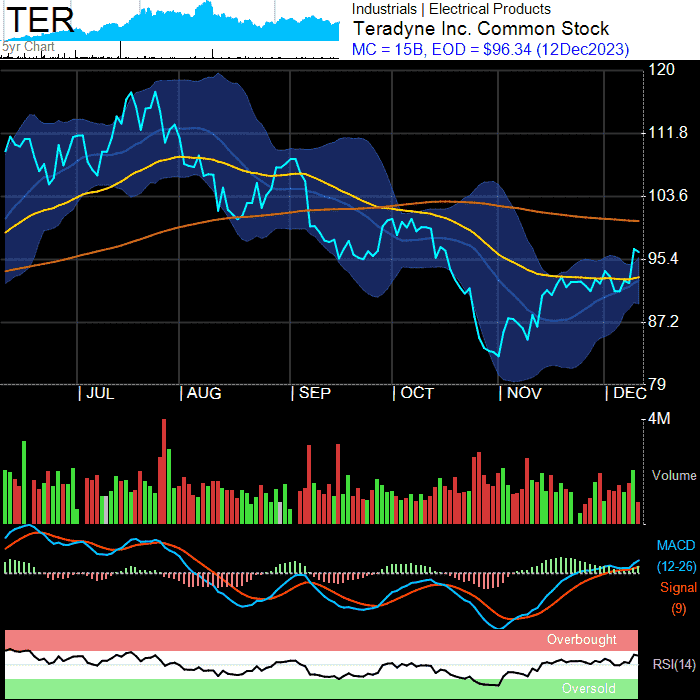 TER
5yr Chart
Industrials | Electrical Products
Teradyne Inc. Common Stock
MC = 15B, EOD = $96.34 (12Dec2023)
120
111.8
103.6
95.4
87.2
79
JUL
AUG
SEP
OCT
NOV
DEC
4M
Volume
MACD
(12-26)
Signal
(9)
Overbought
RSI(14)
Oversold